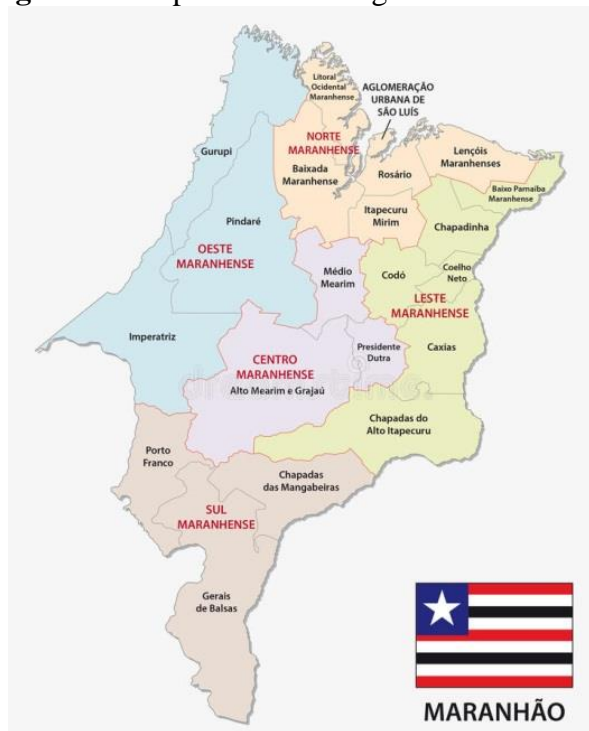 Litoral
Ocidental
Maranhense
AGLOMERAÇÃO
URBANA DE
SÃO LUÍS
NORTE
MARANHENSE
Gurupi
Baixada
Maranhense
Rosário
Lençóis
Maranhenses
Baixo Parnaíba
Maranhense
Itapecuru
Mirim
Pindaré
Chapadinha
OESTE
MARANHENSE
Médio
Mearim
Codó
Coelho
Neto
LESTE
MARANHENSE
Imperatriz
Presidente
Dutra
Caxias
CENTRO
MARANHENSE
Alto Mearim e Grajaú
Chapadas do
Alto Itapecuru
Porto
Franco
Chapadas
das Mangabeiras
SUL
MARANHENSE
Gerais
de Balsas
MARANHÃO